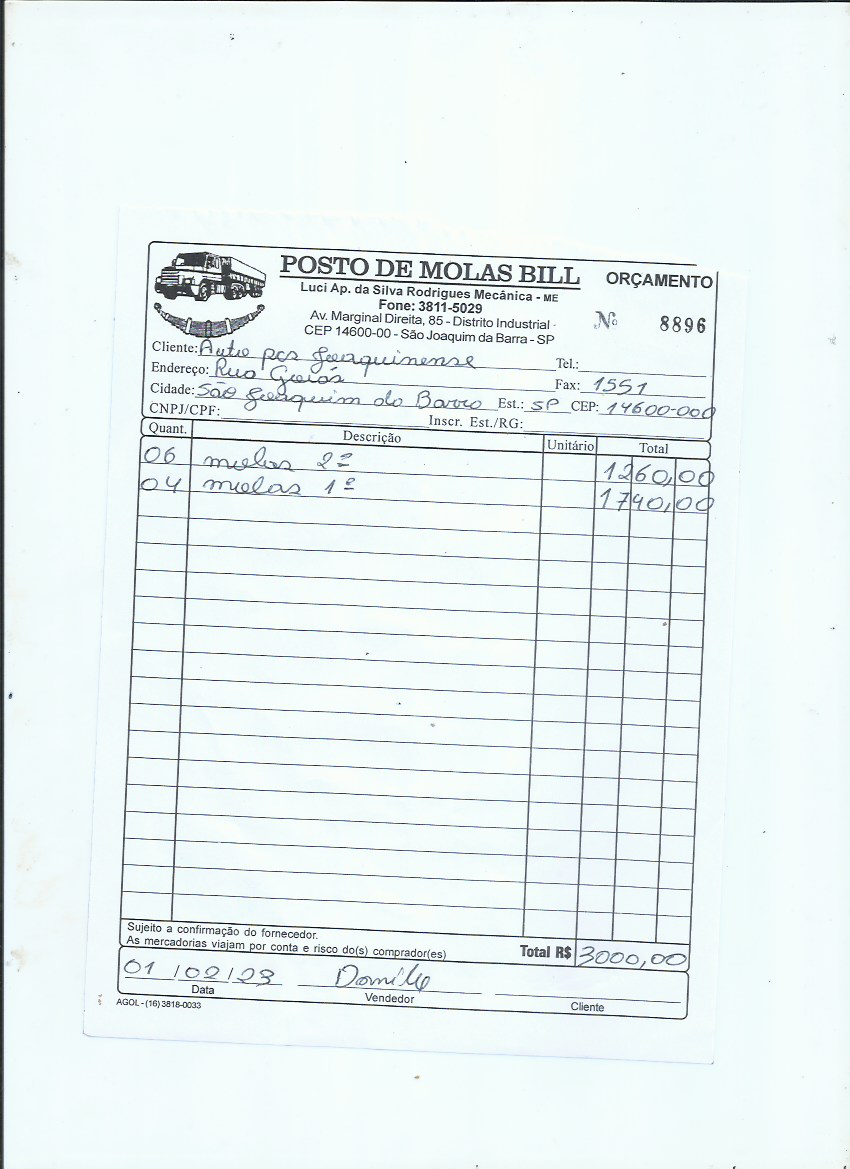 POSTO DE MOLAS BILL
ORÇAMENTO
Luci Ap. da Silva Rodrigues Mecânica - ME
Fone: 3811-5029
Av. Marginal Direita, 85 - Distrito Industrial -
CEP 14600-00 - São Joaquim da Barra - SP
Nº 8896
Cliente: Auto pçs Joaquinense Tel.:
Endereço: Rua Goiás Fax: 1551
Cidade: São Joaquim da Barra Est.: SP CEP: 14600-000
CNPJ/CPF: Inscr. Est./RG:
Quant. Descrição Unitário Total
06 molas 2ª 1260,00
04 molas 1ª 1740,00
Sujeito a confirmação do fornecedor.
As mercadorias viajam por conta e risco do(s) comprador(es) Total R$ 3000,00
01/02/23 Danilo
Data Vendedor Cliente
AGOL - (16) 3818-0033